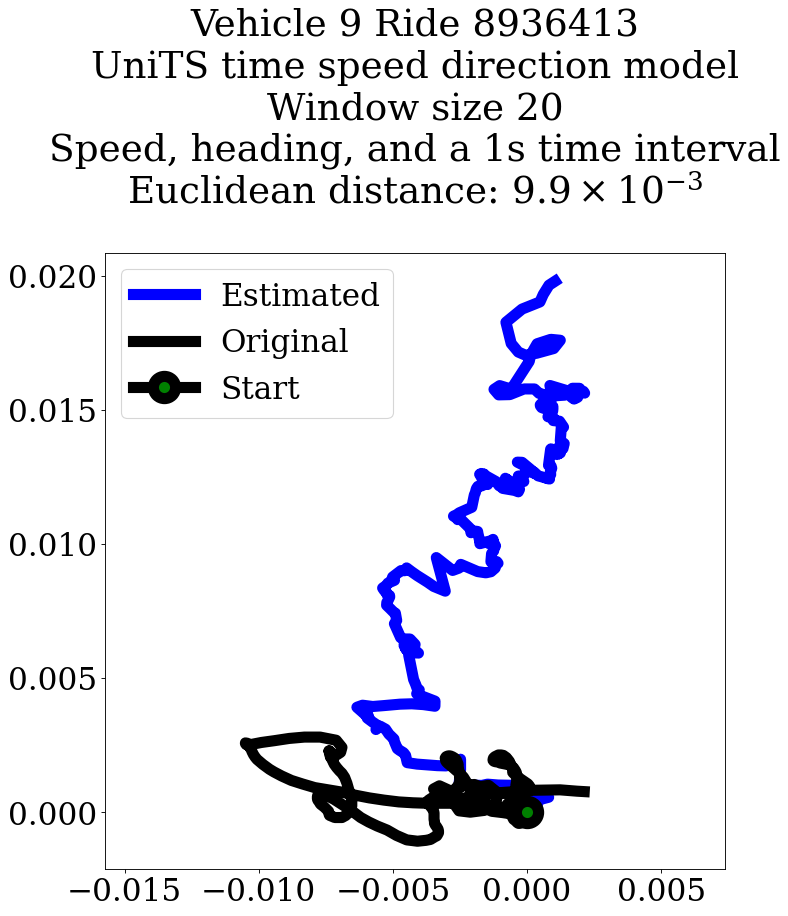 Vehicle 9 Ride 8936413
UniTS time speed direction model
Window size 20
Speed, heading, and a 1s time interval
Euclidean distance: 9.9 × 10⁻³
Estimated
Original
Start
0.020
0.015
0.010
0.005
0.000
−0.015 −0.010 −0.005 0.000 0.005